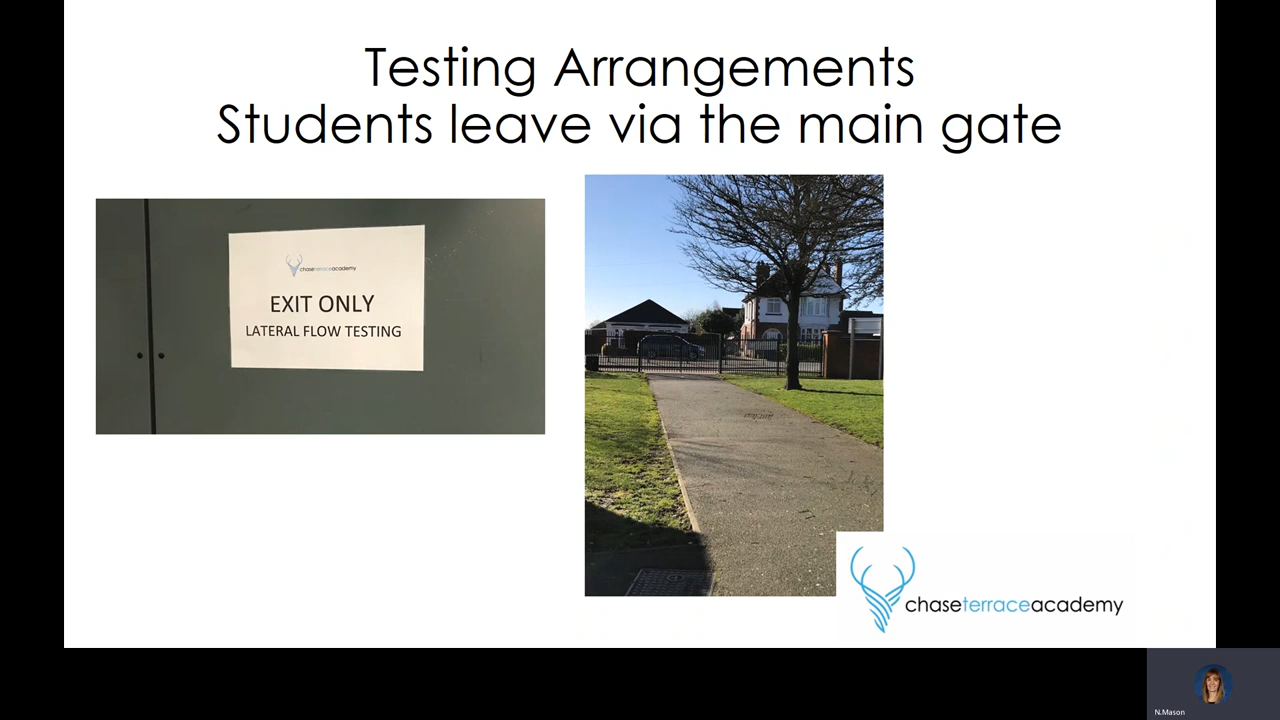 Testing Arrangements
Students leave via the main gate
chaseterraceacademy
EXIT ONLY
LATERAL FLOW TESTING
chaseterraceacademy
N.Mason